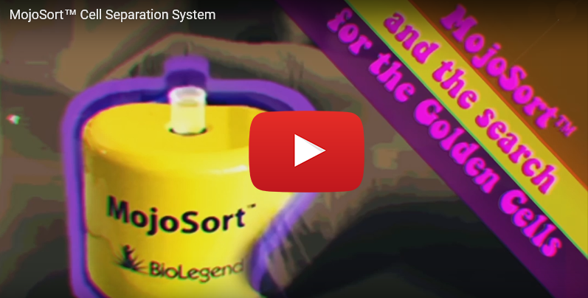 MojoSort™ Cell Separation System
MojoSort™
and the search
for the Golden Cells
MojoSort™
BioLegend